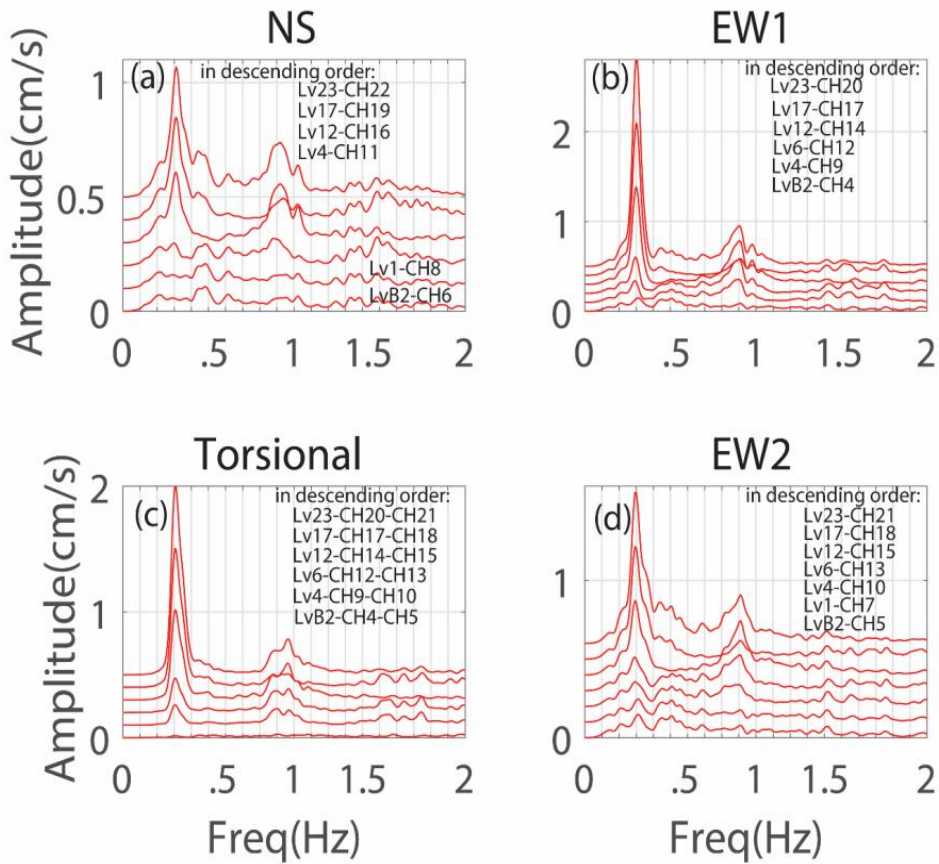 NS
(a)
in descending order:
Lv23-CH22
Lv17-CH19
Lv12-CH16
Lv4-CH11
Lv1-CH8
LvB2-CH6
Amplitude(cm/s)
1
0.5
0
0 .5 1 1.5 2
EW1
(b)
in descending order:
Lv23-CH20
Lv17-CH17
Lv12-CH14
Lv6-CH12
Lv4-CH9
LvB2-CH4
2
1
0
0 .5 1 1.5 2
Torsional
(c)
in descending order:
Lv23-CH20-CH21
Lv17-CH17-CH18
Lv12-CH14-CH15
Lv6-CH12-CH13
Lv4-CH9-CH10
LvB2-CH4-CH5
Amplitude(cm/s)
2
1
0
0 .5 1 1.5 2
Freq(Hz)
EW2
(d)
in descending order:
Lv23-CH21
Lv17-CH18
Lv12-CH15
Lv6-CH13
Lv4-CH10
Lv1-CH7
LvB2-CH5
1
0
0 .5 1 1.5 2
Freq(Hz)